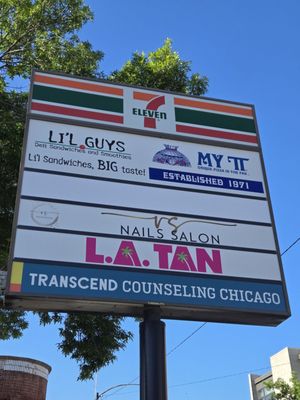 7
ELEVEN
LI'L GUYS
Deli Sandwiches and Smoothies
Li'l Sandwiches, BIG taste!
MY π
ESTABLISHED 1971
VS
NAILS SALON
L.A. TAN
TRANSCEND COUNSELING CHICAGO